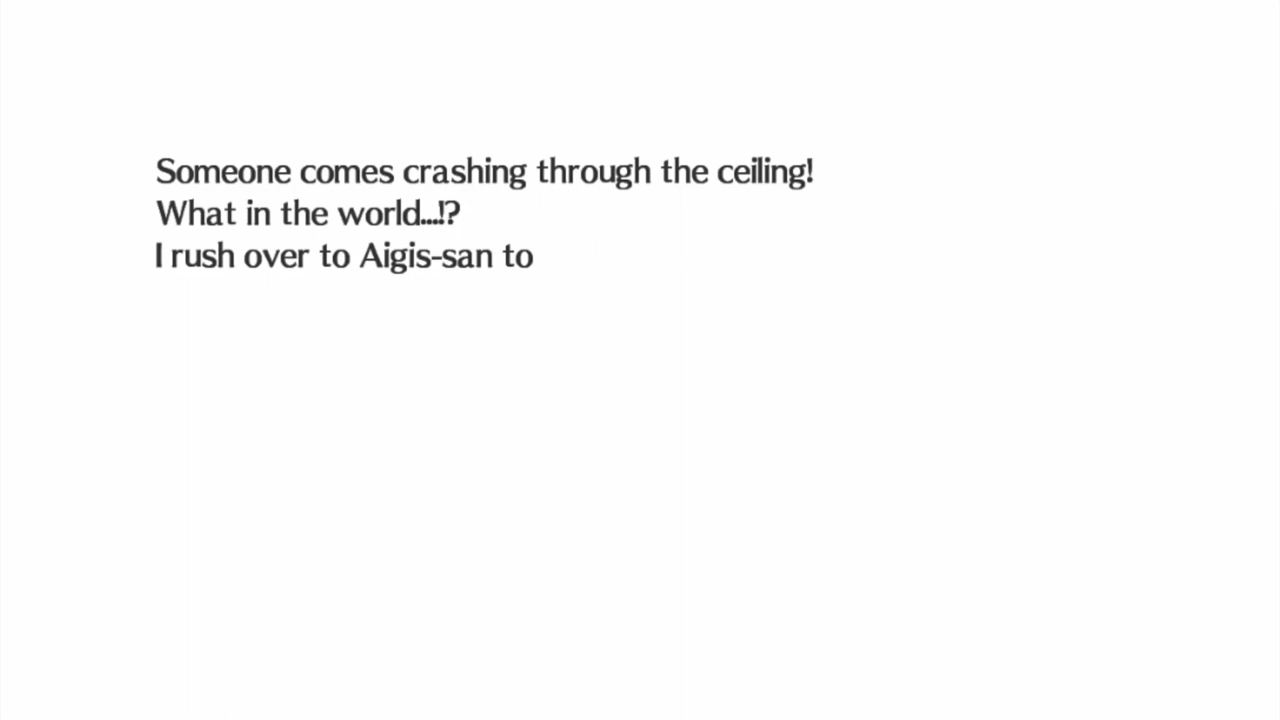 Someone comes crashing through the ceiling!
What in the world...!?
I rush over to Aigis-san to